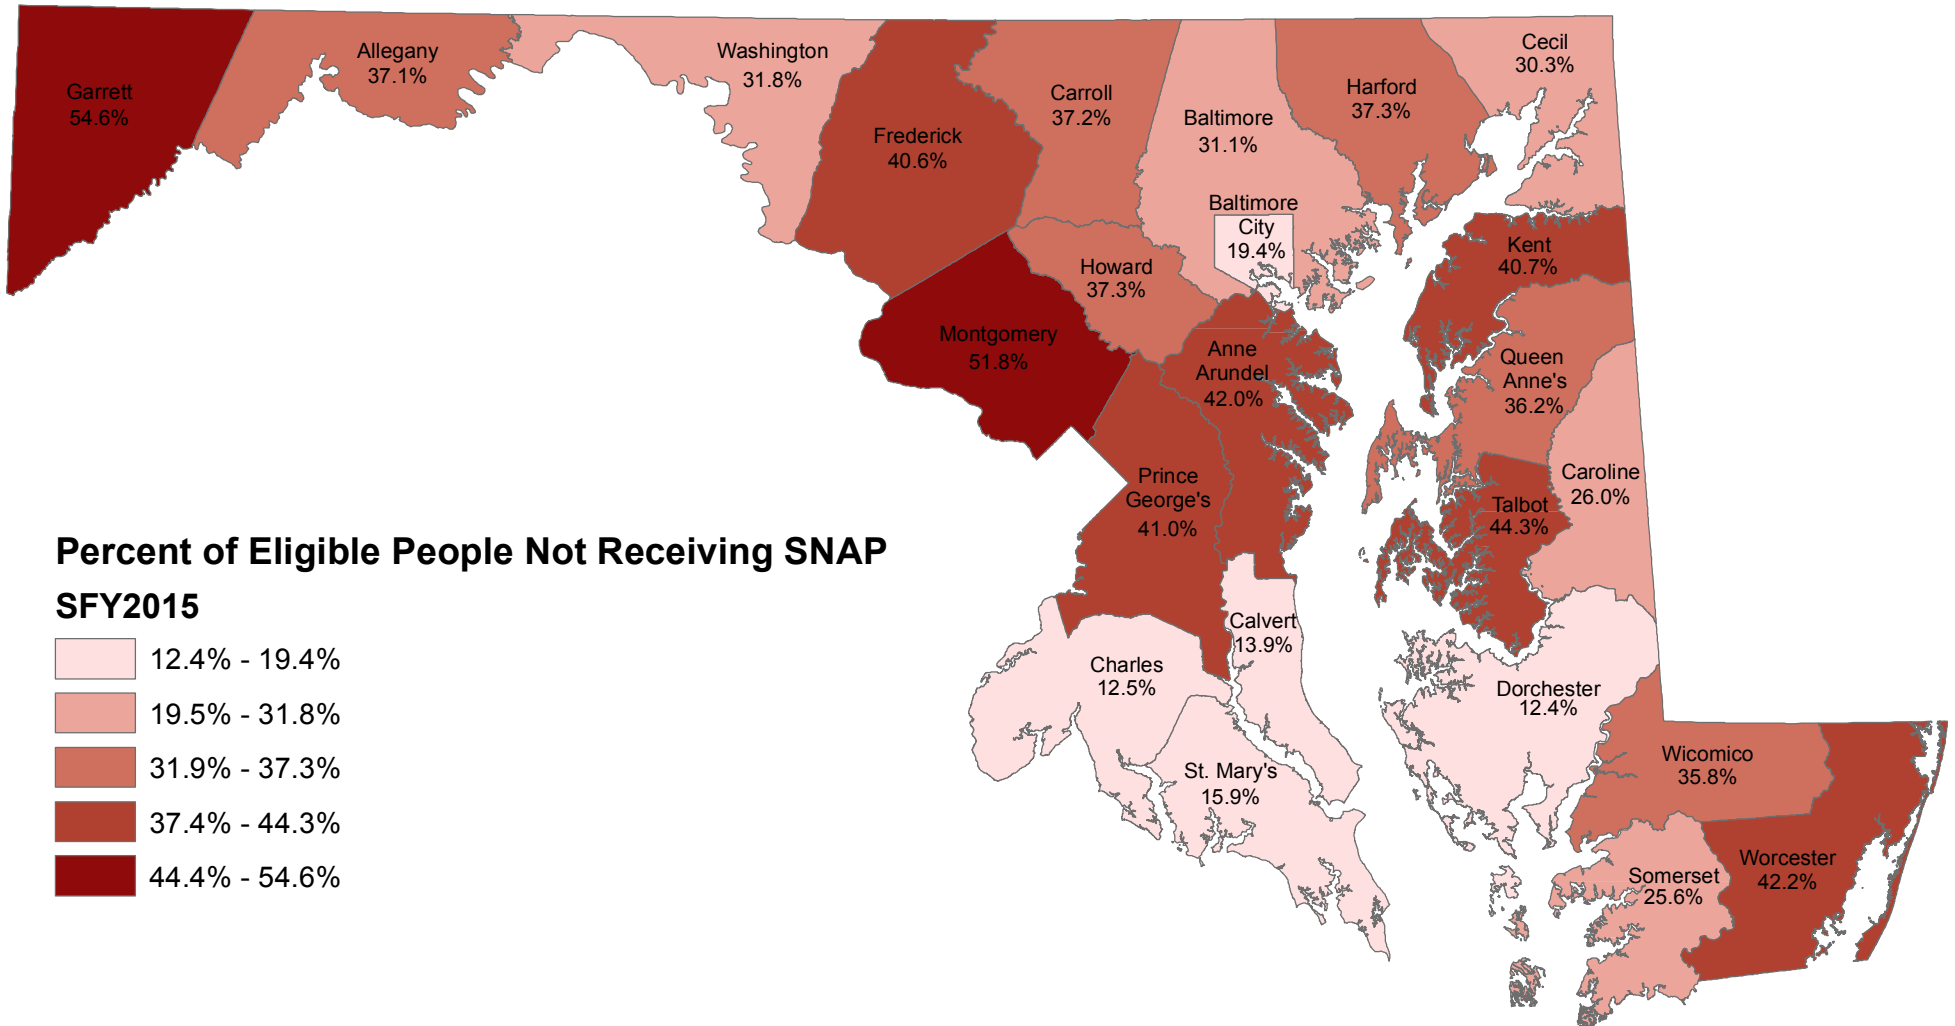 Garrett
54.6%
Allegany
37.1%
Washington
31.8%
Frederick
40.6%
Carroll
37.2%
Baltimore
31.1%
Baltimore
City
19.4%
Harford
37.3%
Cecil
30.3%
Kent
40.7%
Howard
37.3%
Montgomery
51.8%
Anne
Arundel
42.0%
Queen
Anne's
36.2%
Caroline
26.0%
Talbot
44.3%
Prince
George's
41.0%
Calvert
13.9%
Charles
12.5%
St. Mary's
15.9%
Dorchester
12.4%
Wicomico
35.8%
Somerset
25.6%
Worcester
42.2%
Percent of Eligible People Not Receiving SNAP
SFY2015
12.4% - 19.4%
19.5% - 31.8%
31.9% - 37.3%
37.4% - 44.3%
44.4% - 54.6%